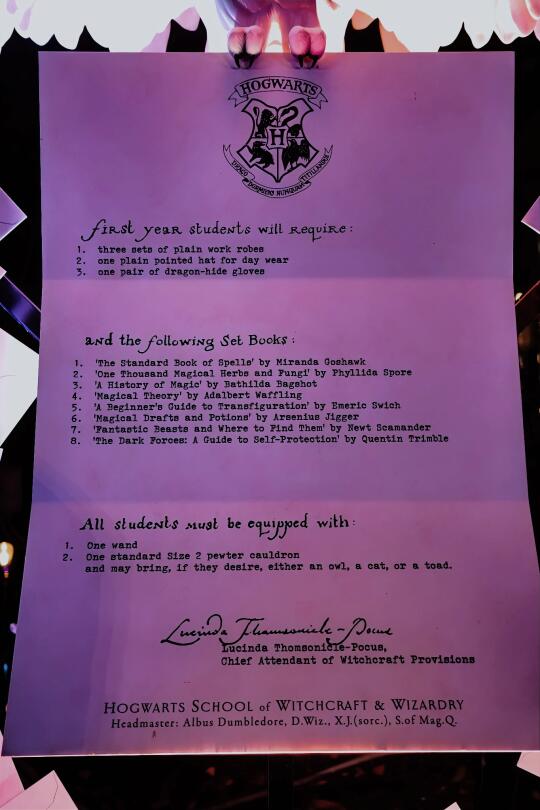 HOGWARTS
H
DRACO DORMIENS NUNQUAM TITILLANDUS
first year students will require:
1. three sets of plain work robes
2. one plain pointed hat for day wear
3. one pair of dragon-hide gloves
and the following Set Books:
1. 'The Standard Book of Spells' by Miranda Goshawk
2. 'One Thousand Magical Herbs and Fungi' by Phyllida Spore
3. 'A History of Magic' by Bathilda Bagshot
4. 'Magical Theory' by Adalbert Waffling
5. 'A Beginner's Guide to Transfiguration' by Emeric Swich
6. 'Magical Drafts and Potions' by Arsenius Jigger
7. 'Fantastic Beasts and Where to Find Them' by Newt Scamander
8. 'The Dark Forces: A Guide to Self-Protection' by Quentin Trimble
All students must be equipped with:
1. One wand
2. One standard Size 2 pewter cauldron
and may bring, if they desire, either an owl, a cat, or a toad.
Lucinda Thomsonicle-Pocus
Lucinda Thomsonicle-Pocus,
Chief Attendant of Witchcraft Provisions
HOGWARTS SCHOOL of WITCHCRAFT & WIZARDRY
Headmaster: Albus Dumbledore, D.Wiz., X.J.(sorc.), S.of Mag.Q.